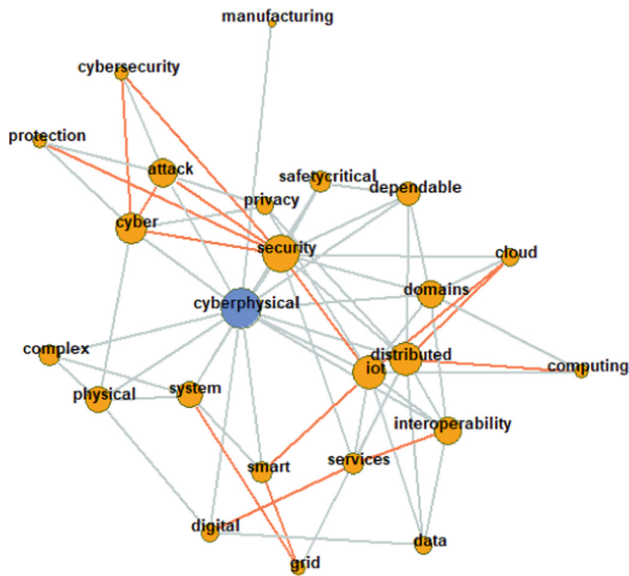 manufacturing
cybersecurity
protection
attack
safetycritical
dependable
privacy
cyber
security
cloud
domains
cyberphysical
complex
distributed
iot
computing
physical
system
interoperability
smart
services
digital
data
grid